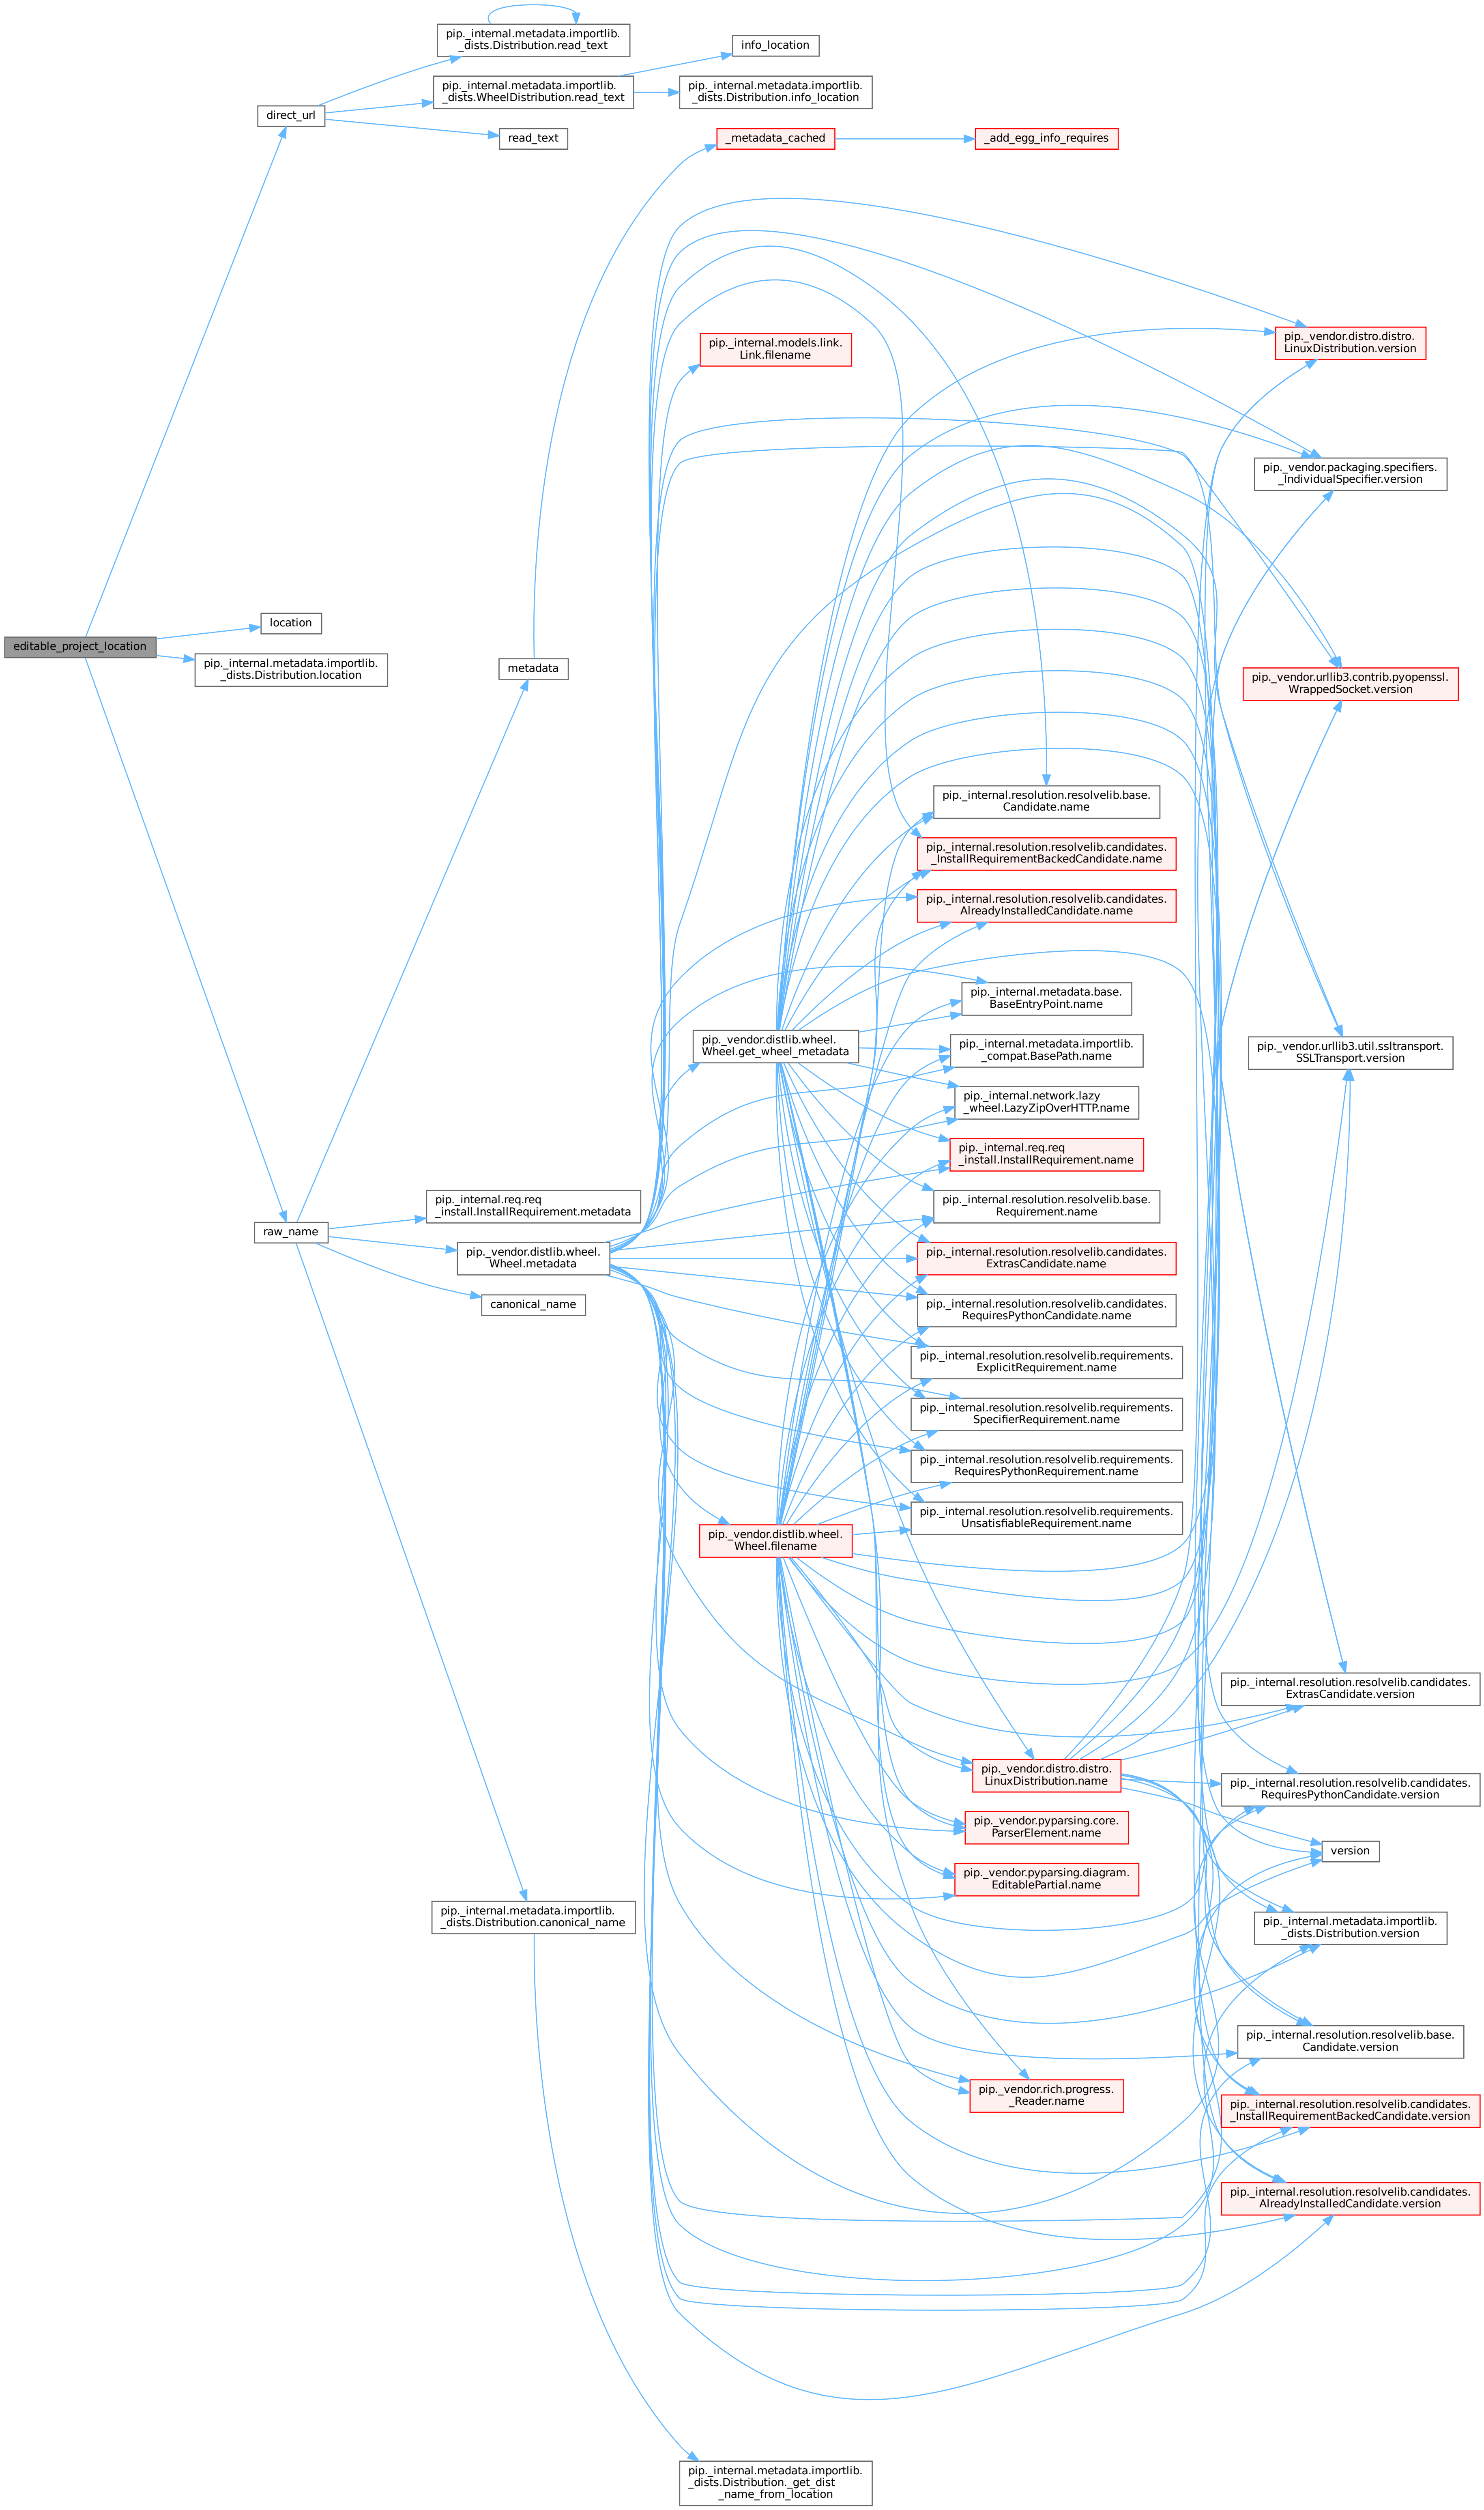 pip._internal.metadata.importlib.
_dists.Distribution.read_text
info_location
pip._internal.metadata.importlib.
_dists.WheelDistribution.read_text
pip._internal.metadata.importlib.
_dists.Distribution.info_location
direct_url
read_text
_metadata_cached
_add_egg_info_requires
pip._internal.models.link.
Link.filename
pip._vendor.distro.distro.
LinuxDistribution.version
pip._vendor.packaging.specifiers.
_IndividualSpecifier.version
location
editable_project_location
pip._internal.metadata.importlib.
_dists.Distribution.location
metadata
pip._vendor.urllib3.contrib.pyopenssl.
WrappedSocket.version
pip._internal.resolution.resolvelib.base.
Candidate.name
pip._internal.resolution.resolvelib.candidates.
_InstallRequirementBackedCandidate.name
pip._internal.resolution.resolvelib.candidates.
AlreadyInstalledCandidate.name
pip._internal.metadata.base.
BaseEntryPoint.name
pip._vendor.distlib.wheel.
Wheel.get_wheel_metadata
pip._internal.metadata.importlib.
_compat.BasePath.name
pip._vendor.urllib3.util.ssltransport.
SSLTransport.version
pip._internal.network.lazy
_wheel.LazyZipOverHTTP.name
pip._internal.req.req
_install.InstallRequirement.name
pip._internal.req.req
_install.InstallRequirement.metadata
pip._internal.resolution.resolvelib.base.
Requirement.name
raw_name
pip._vendor.distlib.wheel.
Wheel.metadata
pip._internal.resolution.resolvelib.candidates.
ExtrasCandidate.name
canonical_name
pip._internal.resolution.resolvelib.candidates.
RequiresPythonCandidate.name
pip._internal.resolution.resolvelib.requirements.
ExplicitRequirement.name
pip._internal.resolution.resolvelib.requirements.
SpecifierRequirement.name
pip._internal.resolution.resolvelib.requirements.
RequiresPythonRequirement.name
pip._internal.resolution.resolvelib.requirements.
UnsatisfiableRequirement.name
pip._vendor.distlib.wheel.
Wheel.filename
pip._internal.resolution.resolvelib.candidates.
ExtrasCandidate.version
pip._vendor.distro.distro.
LinuxDistribution.name
pip._internal.resolution.resolvelib.candidates.
RequiresPythonCandidate.version
pip._vendor.pyparsing.core.
ParserElement.name
version
pip._vendor.pyparsing.diagram.
EditablePartial.name
pip._internal.metadata.importlib.
_dists.Distribution.canonical_name
pip._internal.metadata.importlib.
_dists.Distribution.version
pip._internal.resolution.resolvelib.base.
Candidate.version
pip._vendor.rich.progress.
_Reader.name
pip._internal.resolution.resolvelib.candidates.
_InstallRequirementBackedCandidate.version
pip._internal.resolution.resolvelib.candidates.
AlreadyInstalledCandidate.version
pip._internal.metadata.importlib.
_dists.Distribution._get_dist
_name_from_location